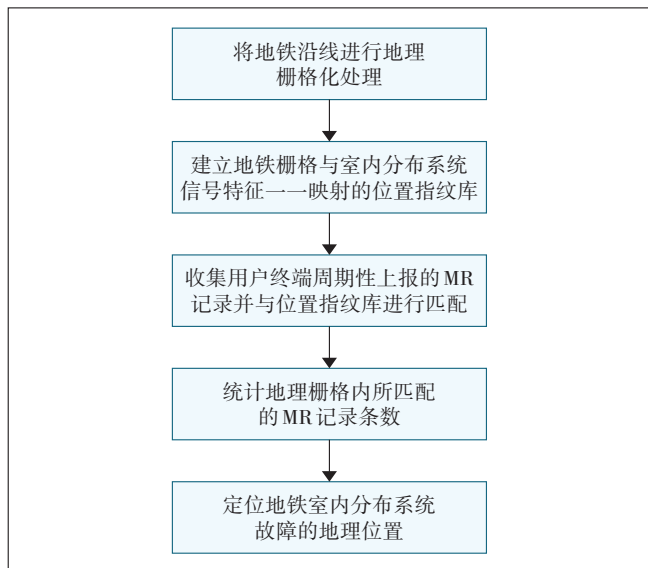 将地铁沿线进行地理
栅格化处理
建立地铁栅格与室内分布系统
信号特征一一映射的位置指纹库
收集用户终端周期性上报的MR
记录并与位置指纹库进行匹配
统计地理栅格内所匹配
的MR记录条数
定位地铁室内分布系统
故障的地理位置